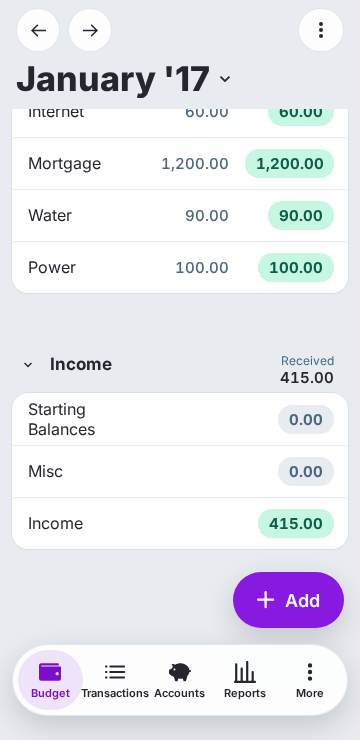 January '17
Internet 60.00 60.00
Mortgage 1,200.00 1,200.00
Water 90.00 90.00
Power 100.00 100.00
Income Received
415.00
Starting
Balances 0.00
Misc 0.00
Income 415.00
+ Add
Budget Transactions Accounts Reports More